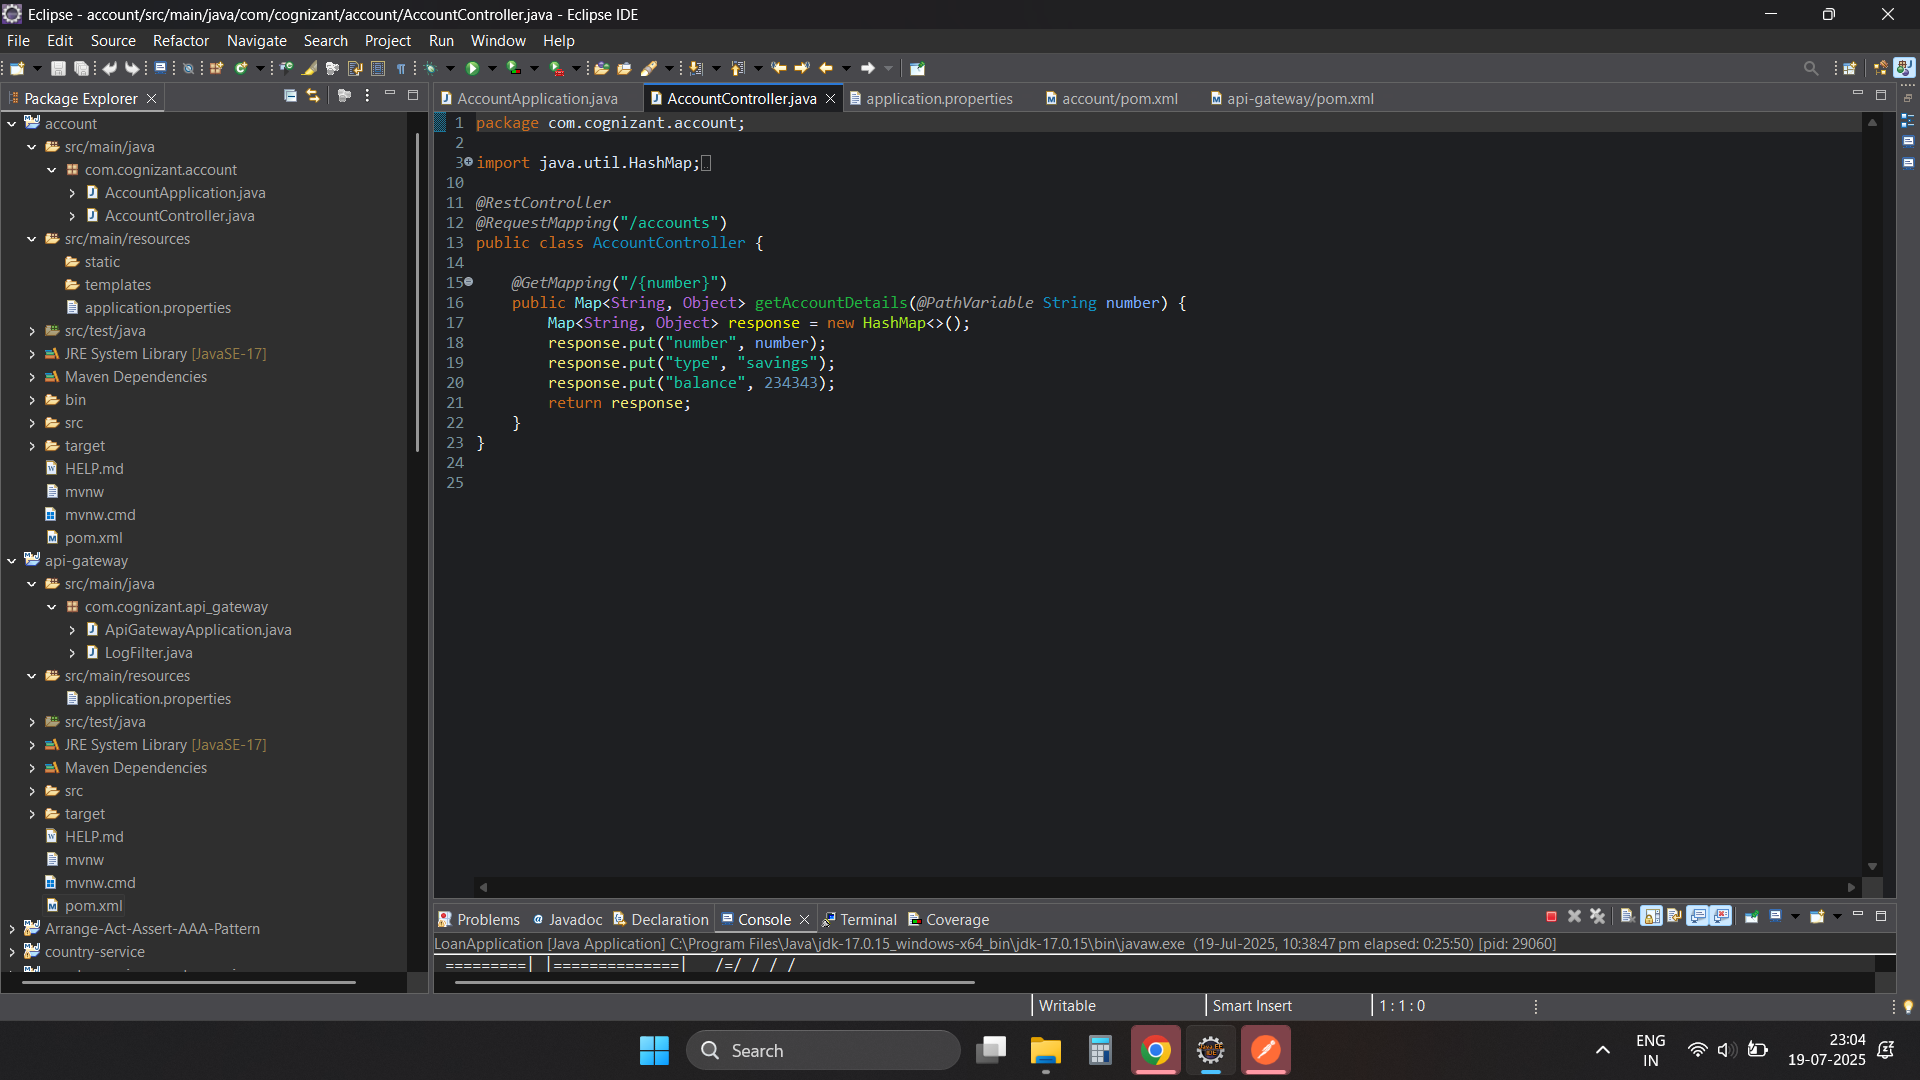 Eclipse - account/src/main/java/com/cognizant/account/AccountController.java - Eclipse IDE
File Edit Source Refactor Navigate Search Project Run Window Help
Package Explorer
account
src/main/java
com.cognizant.account
AccountApplication.java
AccountController.java
src/main/resources
static
templates
application.properties
src/test/java
JRE System Library [JavaSE-17]
Maven Dependencies
bin
src
target
HELP.md
mvnw
mvnw.cmd
pom.xml
api-gateway
src/main/java
com.cognizant.api_gateway
ApiGatewayApplication.java
LogFilter.java
src/main/resources
application.properties
src/test/java
JRE System Library [JavaSE-17]
Maven Dependencies
src
target
HELP.md
mvnw
mvnw.cmd
pom.xml
Arrange-Act-Assert-AAA-Pattern
country-service
AccountApplication.java AccountController.java application.properties account/pom.xml api-gateway/pom.xml
1 package com.cognizant.account;
2
3 import java.util.HashMap;
10
11 @RestController
12 @RequestMapping("/accounts")
13 public class AccountController {
14
15 @GetMapping("/{number}")
16 public Map<String, Object> getAccountDetails(@PathVariable String number) {
17 Map<String, Object> response = new HashMap<>();
18 response.put("number", number);
19 response.put("type", "savings");
20 response.put("balance", 234343);
21 return response;
22 }
23 }
24
25
Problems Javadoc Declaration Console Terminal Coverage
LoanApplication [Java Application] C:\Program Files\Java\jdk-17.0.15_windows-x64_bin\jdk-17.0.15\bin\javaw.exe (19-Jul-2025, 10:38:47 pm elapsed: 0:25:50) [pid: 29060]
=========| |==============| /=/ / / /
Writable Smart Insert 1 : 1 : 0
Search
ENG
IN
23:04
19-07-2025